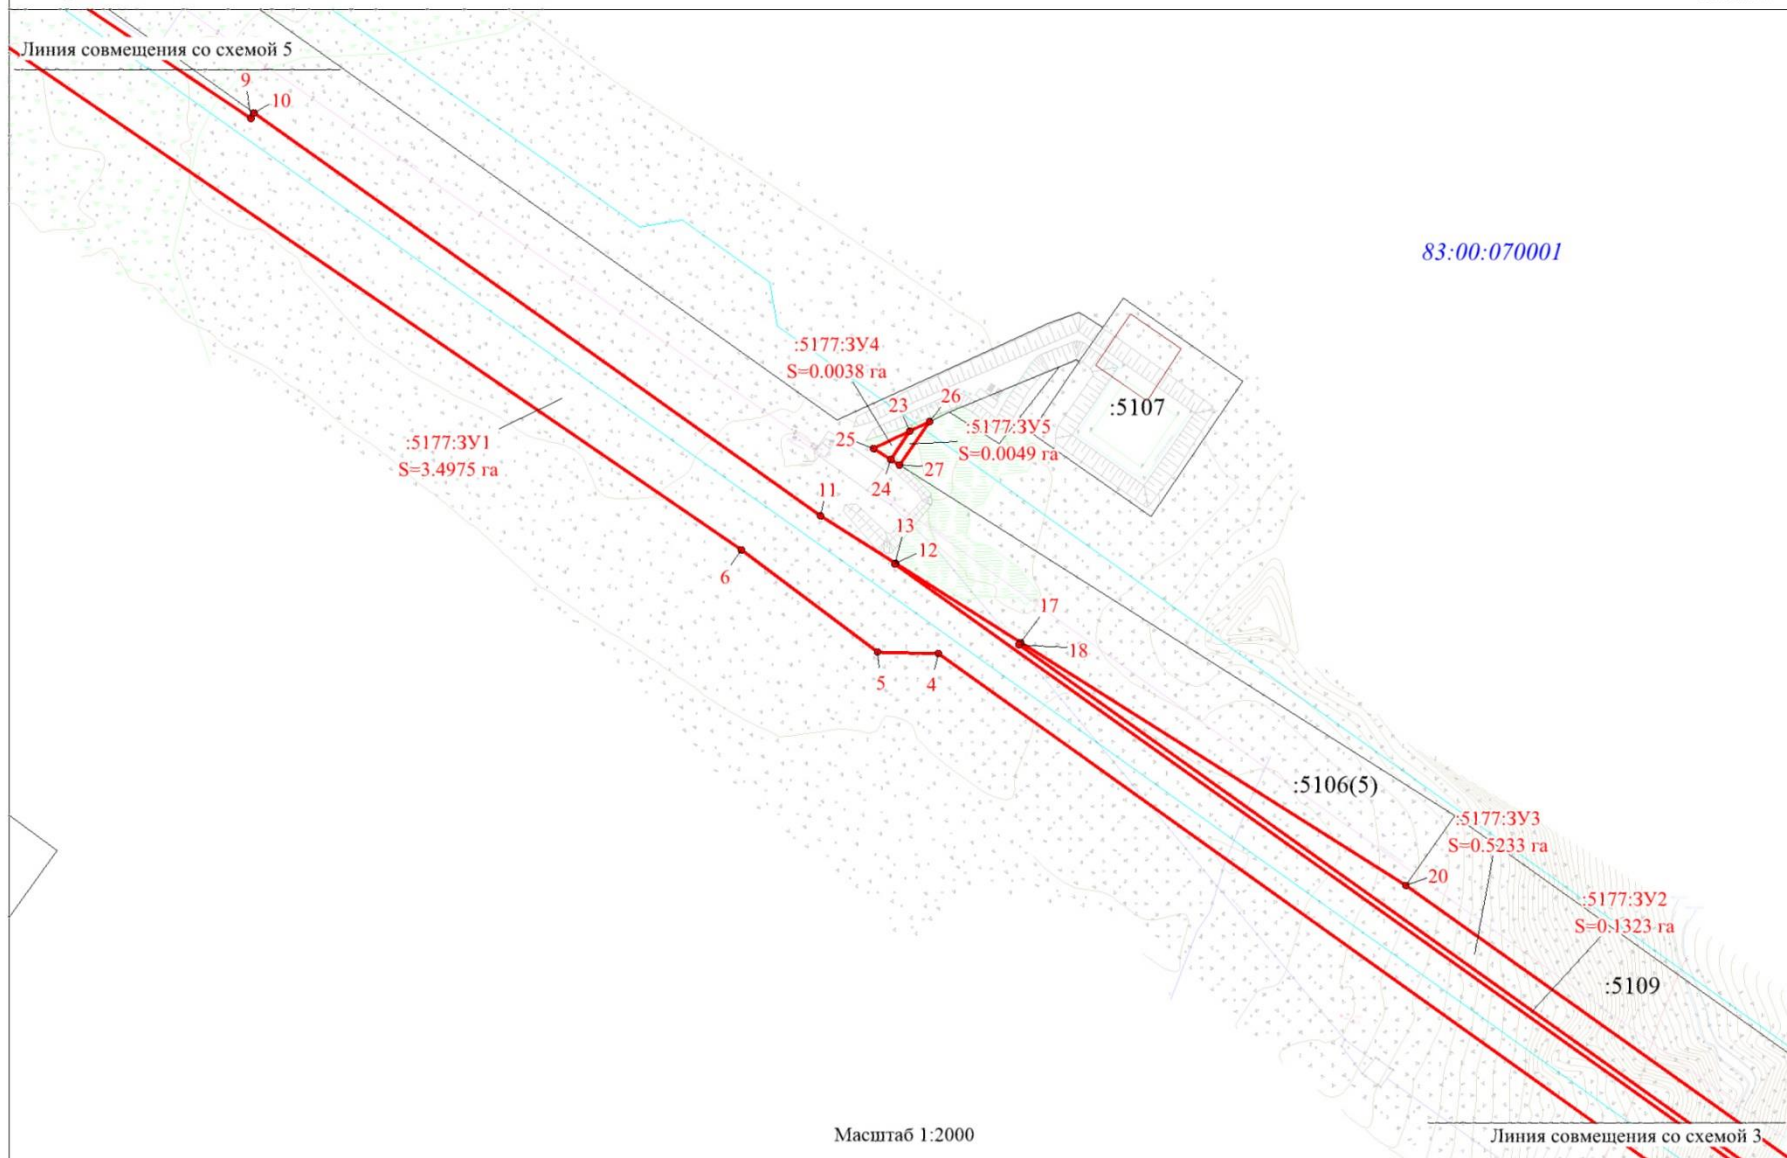 Линия совмещения со схемой 5
9
10
83:00:070001
:5177:ЗУ4
S=0.0038 га
23
26
:5107
:5177:ЗУ5
S=0.0049 га
25
:5177:ЗУ1
S=3.4975 га
27
24
11
13
12
6
17
18
5
4
:5106(5)
:5177:ЗУ3
S=0.5233 га
20
:5177:ЗУ2
S=0.1323 га
:5109
Масштаб 1:2000
Линия совмещения со схемой 3